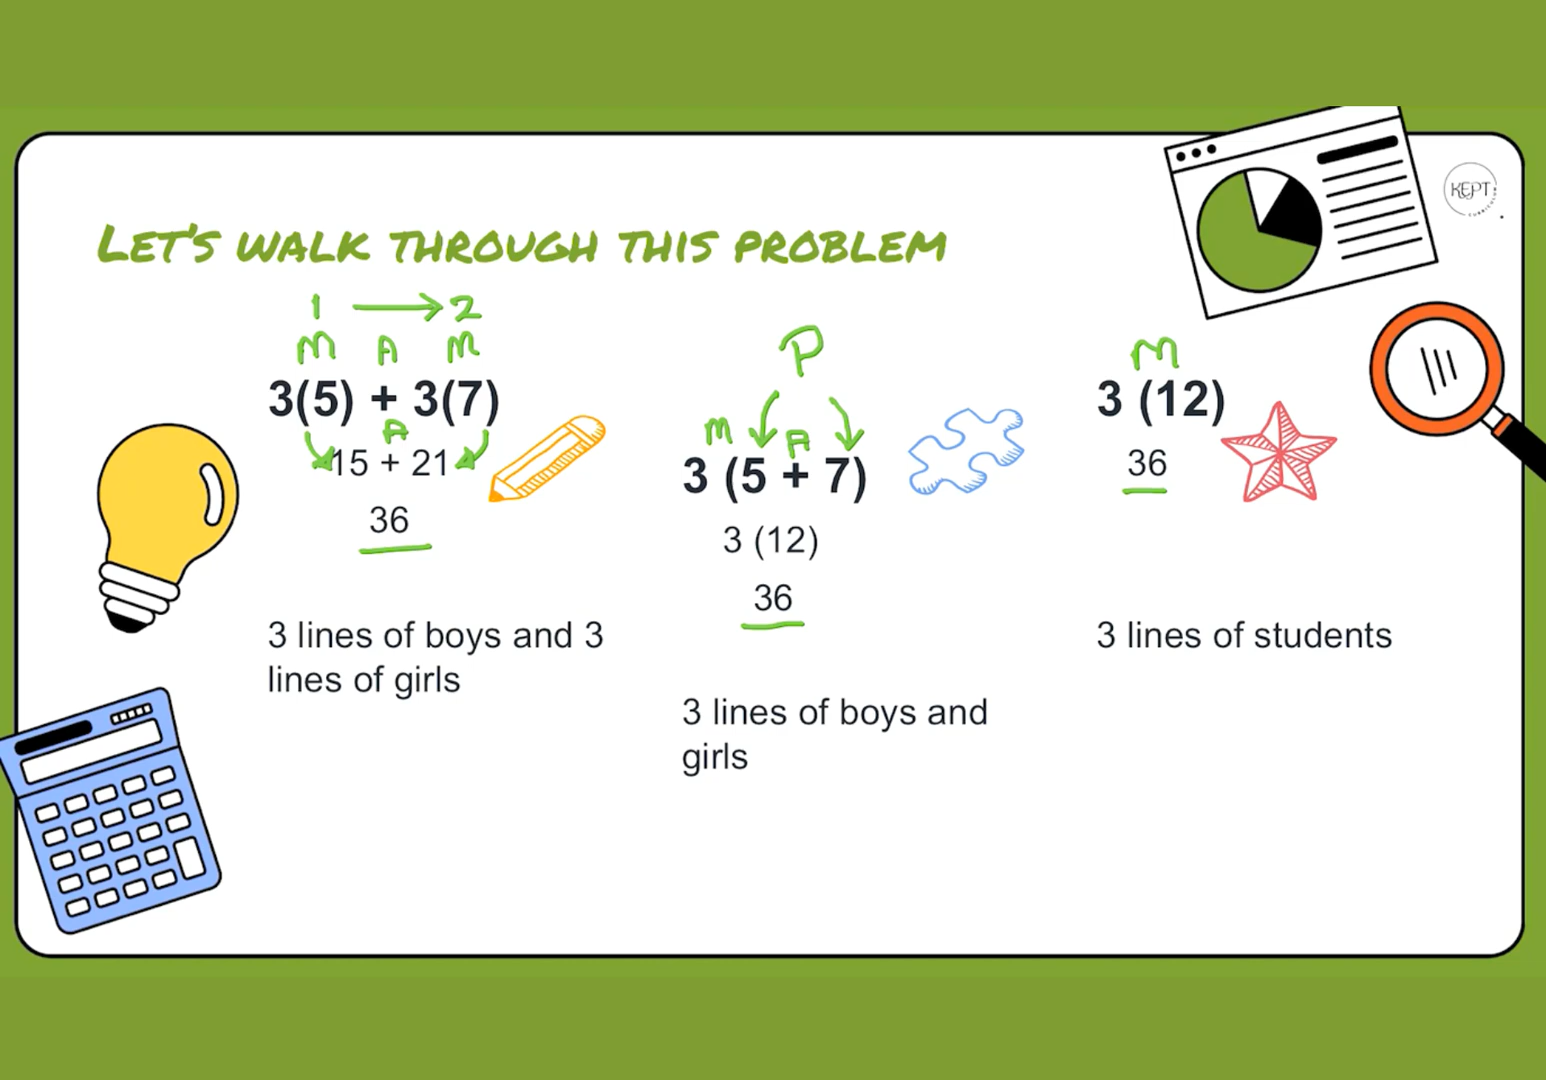 LET'S WALK THROUGH THIS PROBLEM
1 → 2
M A M
3(5) + 3(7)
A
15 + 21
36
3 lines of boys and 3
lines of girls
P
M A
3 (5 + 7)
3 (12)
36
3 lines of boys and
girls
M
3 (12)
36
3 lines of students
KEPT
CURRICULUM